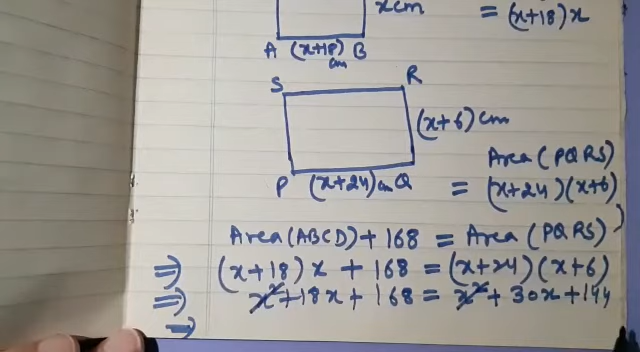 x cm
= (x+18)x
A (x+18) B
cm
S R
(x+6) cm
Area (PQRS)
P (x+24) cm Q = (x+24)(x+6)
Area (ABCD) + 168 = Area (PQRS)
⇒ (x+18)x + 168 = (x+24)(x+6)
⇒ x² + 18x + 168 = x² + 30x + 144
⇒